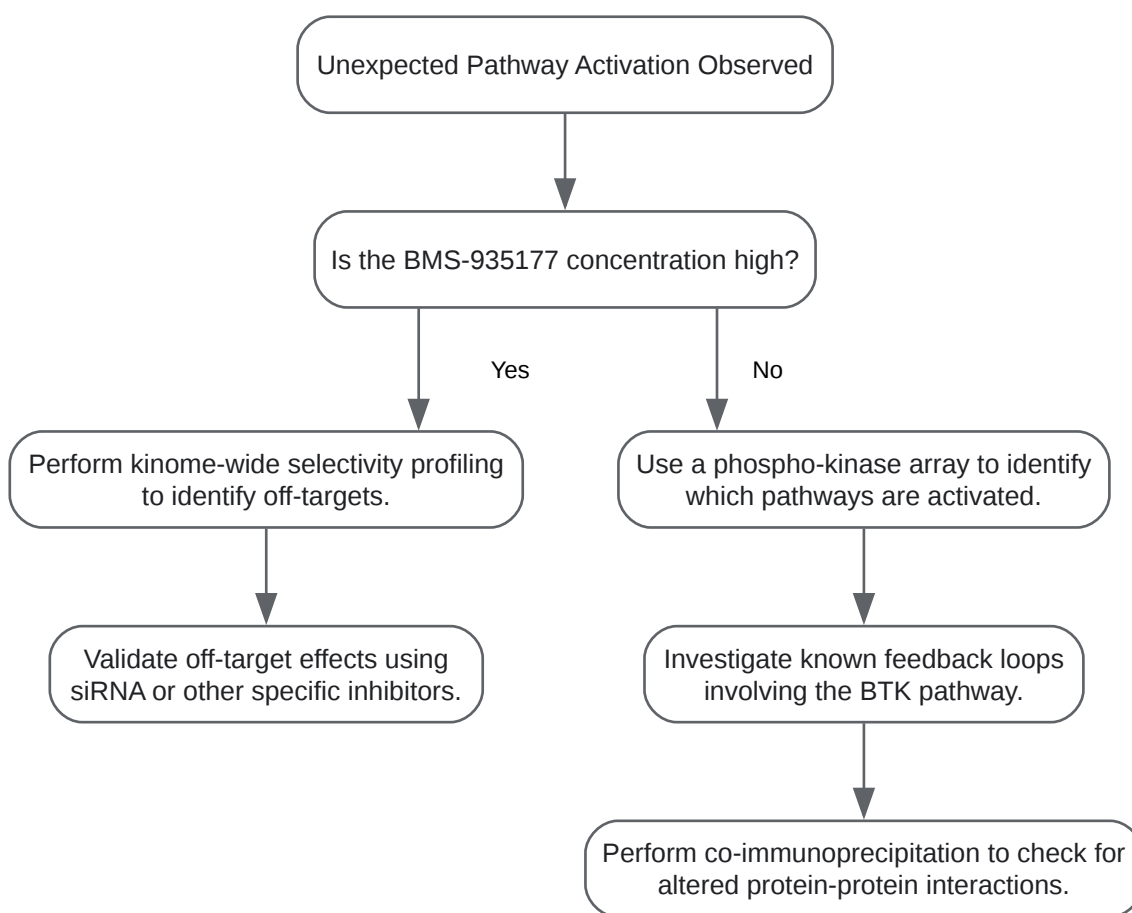 Unexpected Pathway Activation Observed
Is the BMS-935177 concentration high?
Yes
No
Perform kinome-wide selectivity profiling
to identify off-targets.
Use a phospho-kinase array to identify
which pathways are activated.
Validate off-target effects using
siRNA or other specific inhibitors.
Investigate known feedback loops
involving the BTK pathway.
Perform co-immunoprecipitation to check for
altered protein-protein interactions.